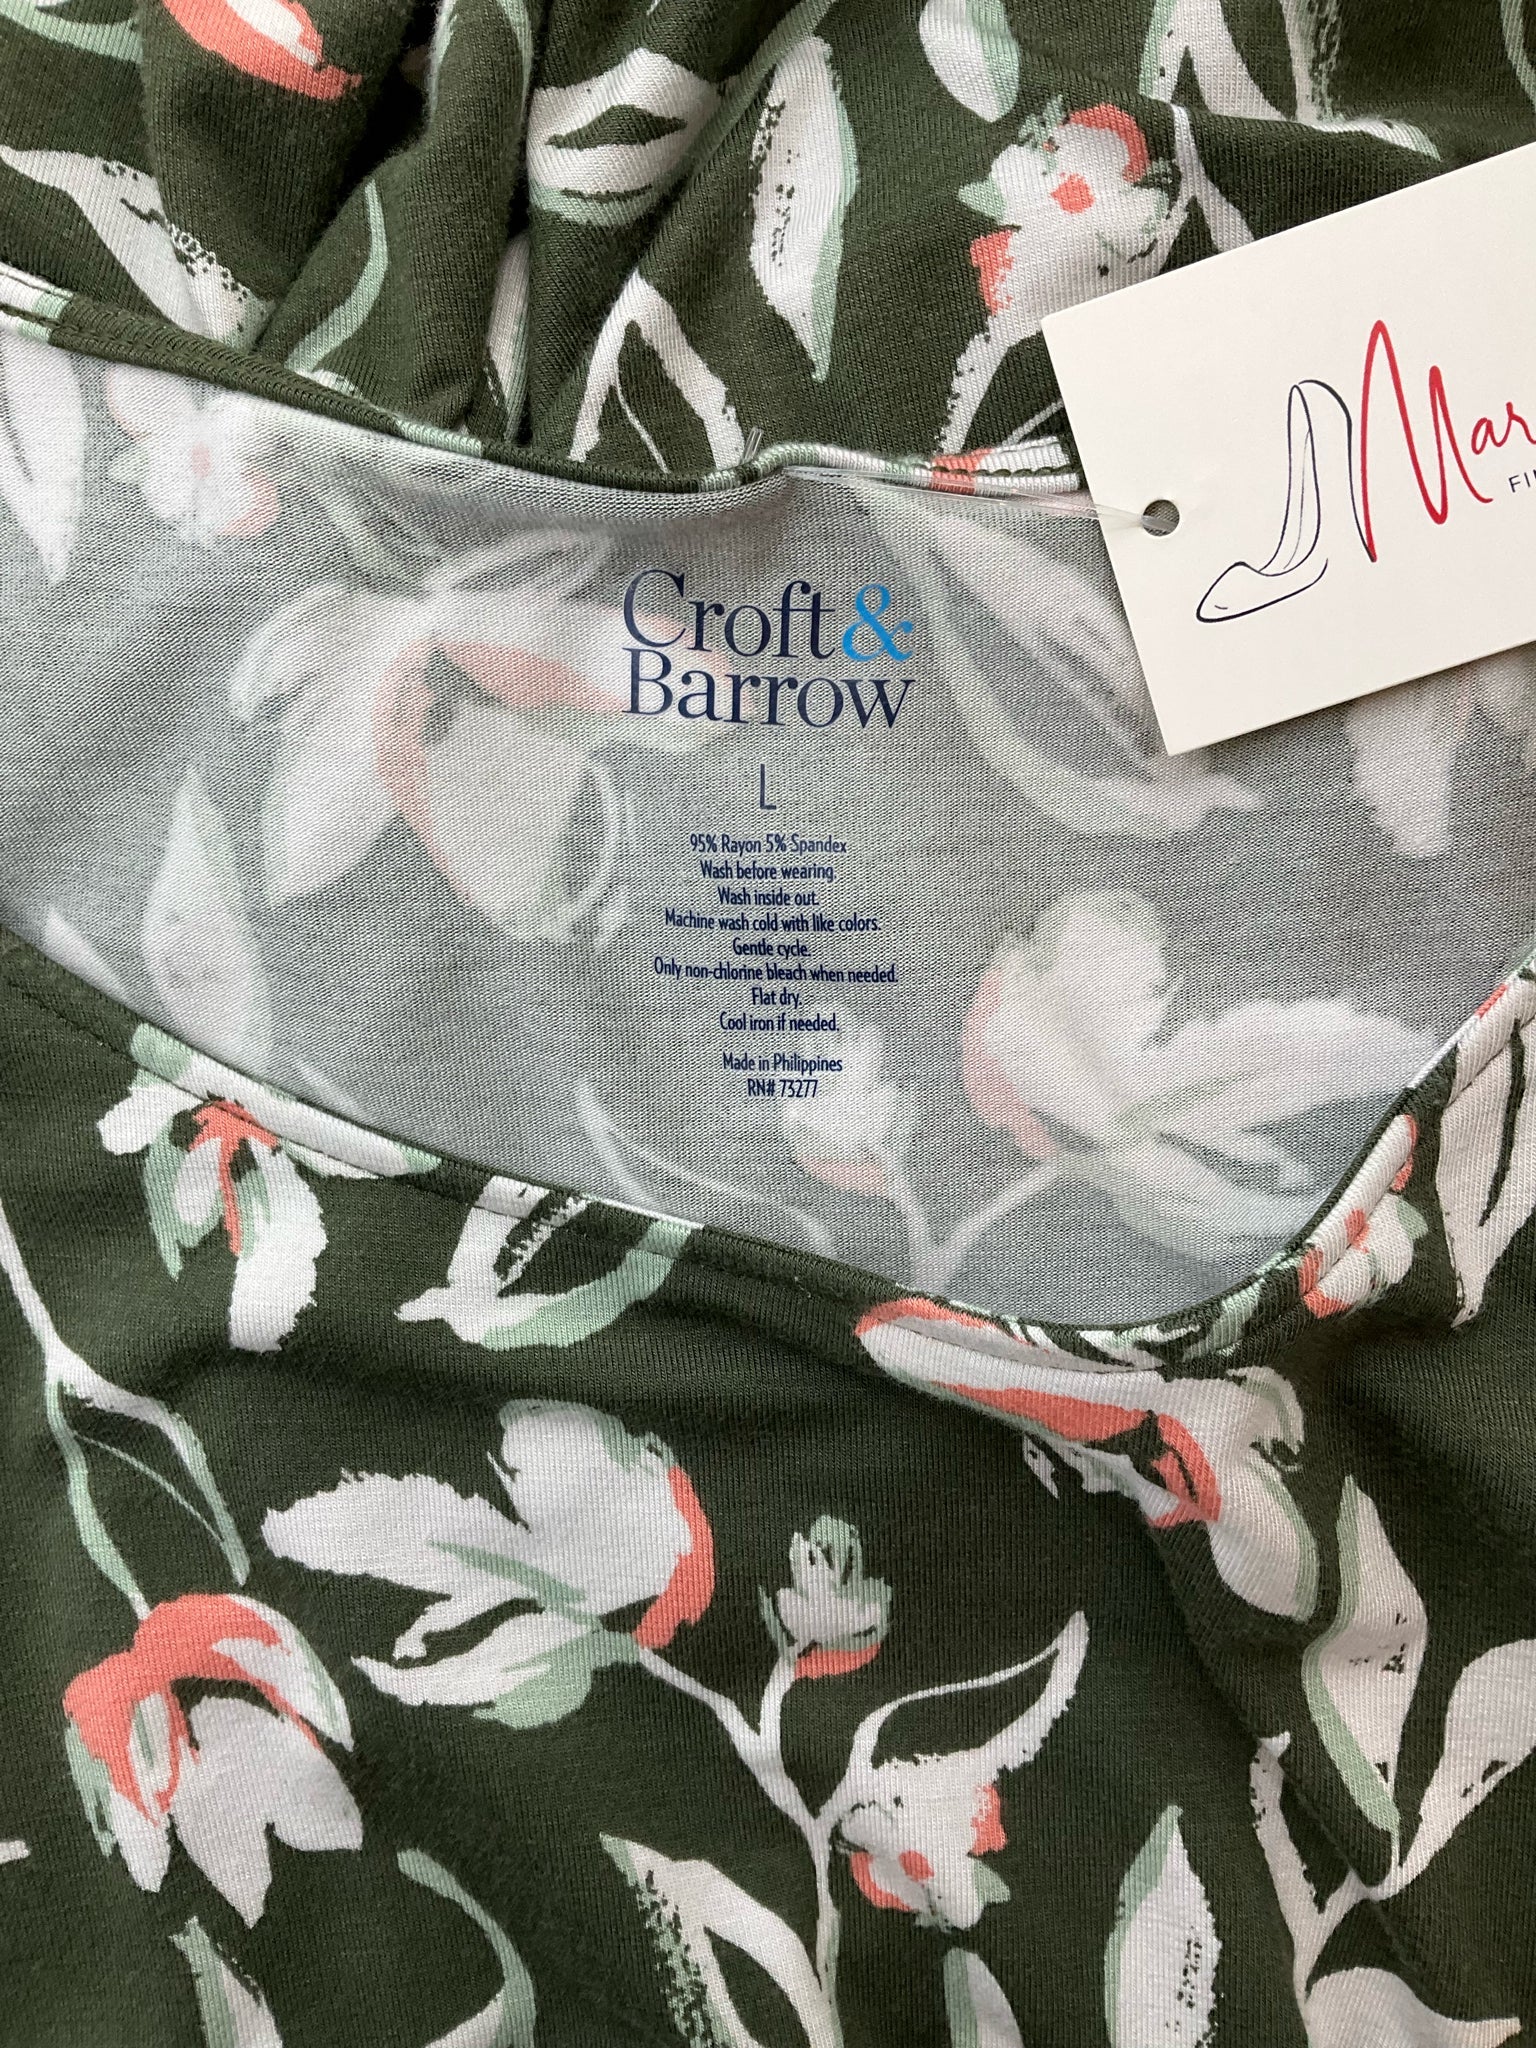 Croft&
Barrow
L
95% Rayon 5% Spandex
Wash before wearing.
Wash inside out.
Machine wash cold with like colors.
Gentle cycle.
Only non-chlorine bleach when needed.
Flat dry.
Cool iron if needed.
Made in Philippines
RN# 73277